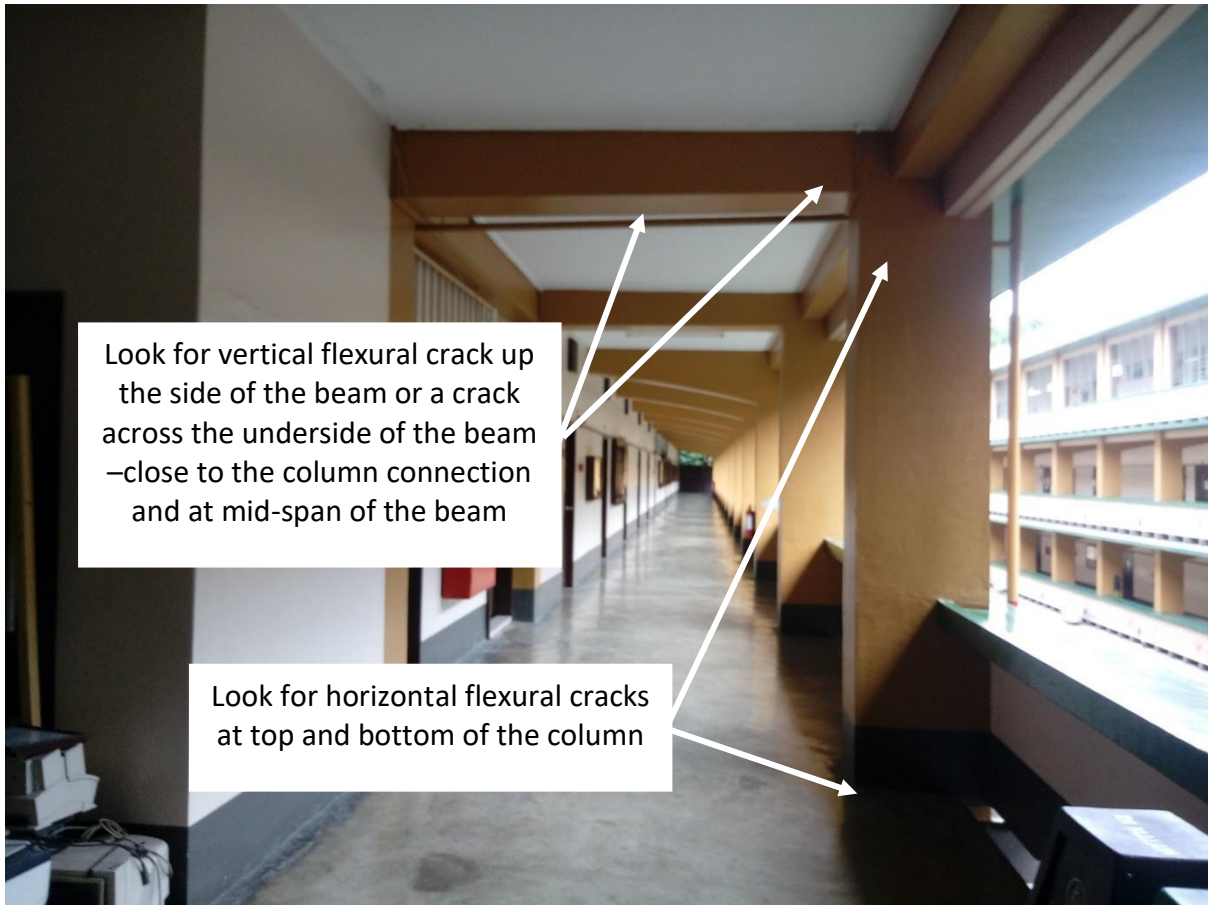 Look for vertical flexural crack up
the side of the beam or a crack
across the underside of the beam
–close to the column connection
and at mid-span of the beam
Look for horizontal flexural cracks
at top and bottom of the column